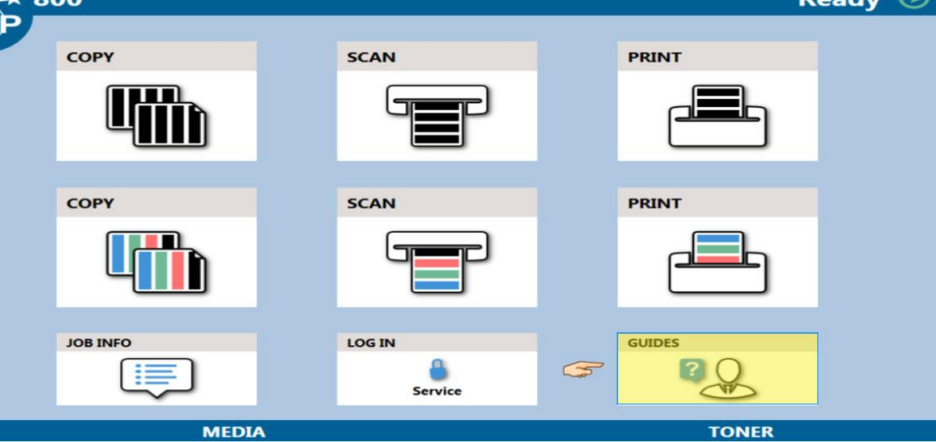 800
Ready
P
COPY
SCAN
PRINT
COPY
SCAN
PRINT
JOB INFO
LOG IN
GUIDES
?
Service
MEDIA
TONER